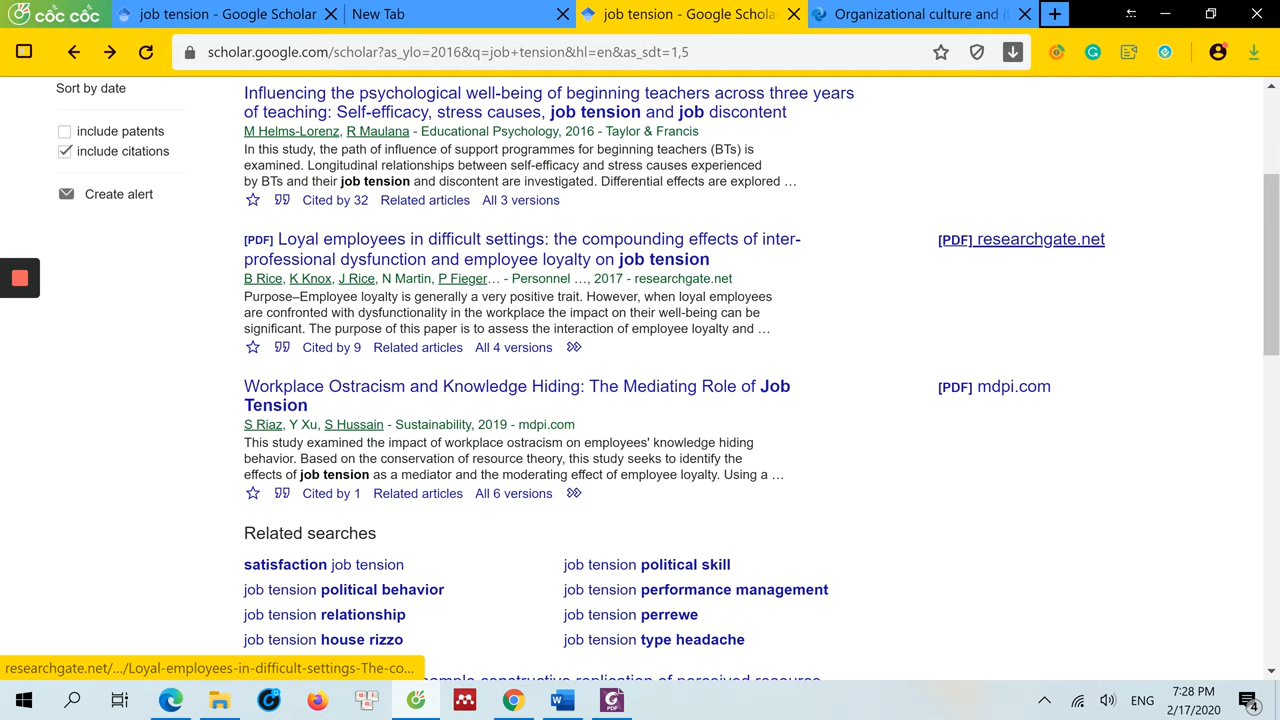 cốc cốc
job tension - Google Scholar
New Tab
job tension - Google Schola
Organizational culture and i
scholar.google.com/scholar?as_ylo=2016&q=job+tension&hl=en&as_sdt=1,5
Sort by date
include patents
include citations
Create alert
Influencing the psychological well-being of beginning teachers across three years
of teaching: Self-efficacy, stress causes, job tension and job discontent
M Helms-Lorenz, R Maulana - Educational Psychology, 2016 - Taylor & Francis
In this study, the path of influence of support programmes for beginning teachers (BTs) is
examined. Longitudinal relationships between self-efficacy and stress causes experienced
by BTs and their job tension and discontent are investigated. Differential effects are explored …
Cited by 32 Related articles All 3 versions
[PDF] Loyal employees in difficult settings: the compounding effects of inter-
professional dysfunction and employee loyalty on job tension
[PDF] researchgate.net
B Rice, K Knox, J Rice, N Martin, P Fieger… - Personnel …, 2017 - researchgate.net
Purpose–Employee loyalty is generally a very positive trait. However, when loyal employees
are confronted with dysfunctionality in the workplace the impact on their well-being can be
significant. The purpose of this paper is to assess the interaction of employee loyalty and …
Cited by 9 Related articles All 4 versions
Workplace Ostracism and Knowledge Hiding: The Mediating Role of Job
Tension
[PDF] mdpi.com
S Riaz, Y Xu, S Hussain - Sustainability, 2019 - mdpi.com
This study examined the impact of workplace ostracism on employees' knowledge hiding
behavior. Based on the conservation of resource theory, this study seeks to identify the
effects of job tension as a mediator and the moderating effect of employee loyalty. Using a …
Cited by 1 Related articles All 6 versions
Related searches
satisfaction job tension
job tension political skill
job tension political behavior
job tension performance management
job tension relationship
job tension perrewe
job tension house rizzo
job tension type headache
researchgate.net/.../Loyal-employees-in-difficult-settings-The-co...
constructive replication of perceived resource
ENG
7:28 PM
2/17/2020
4